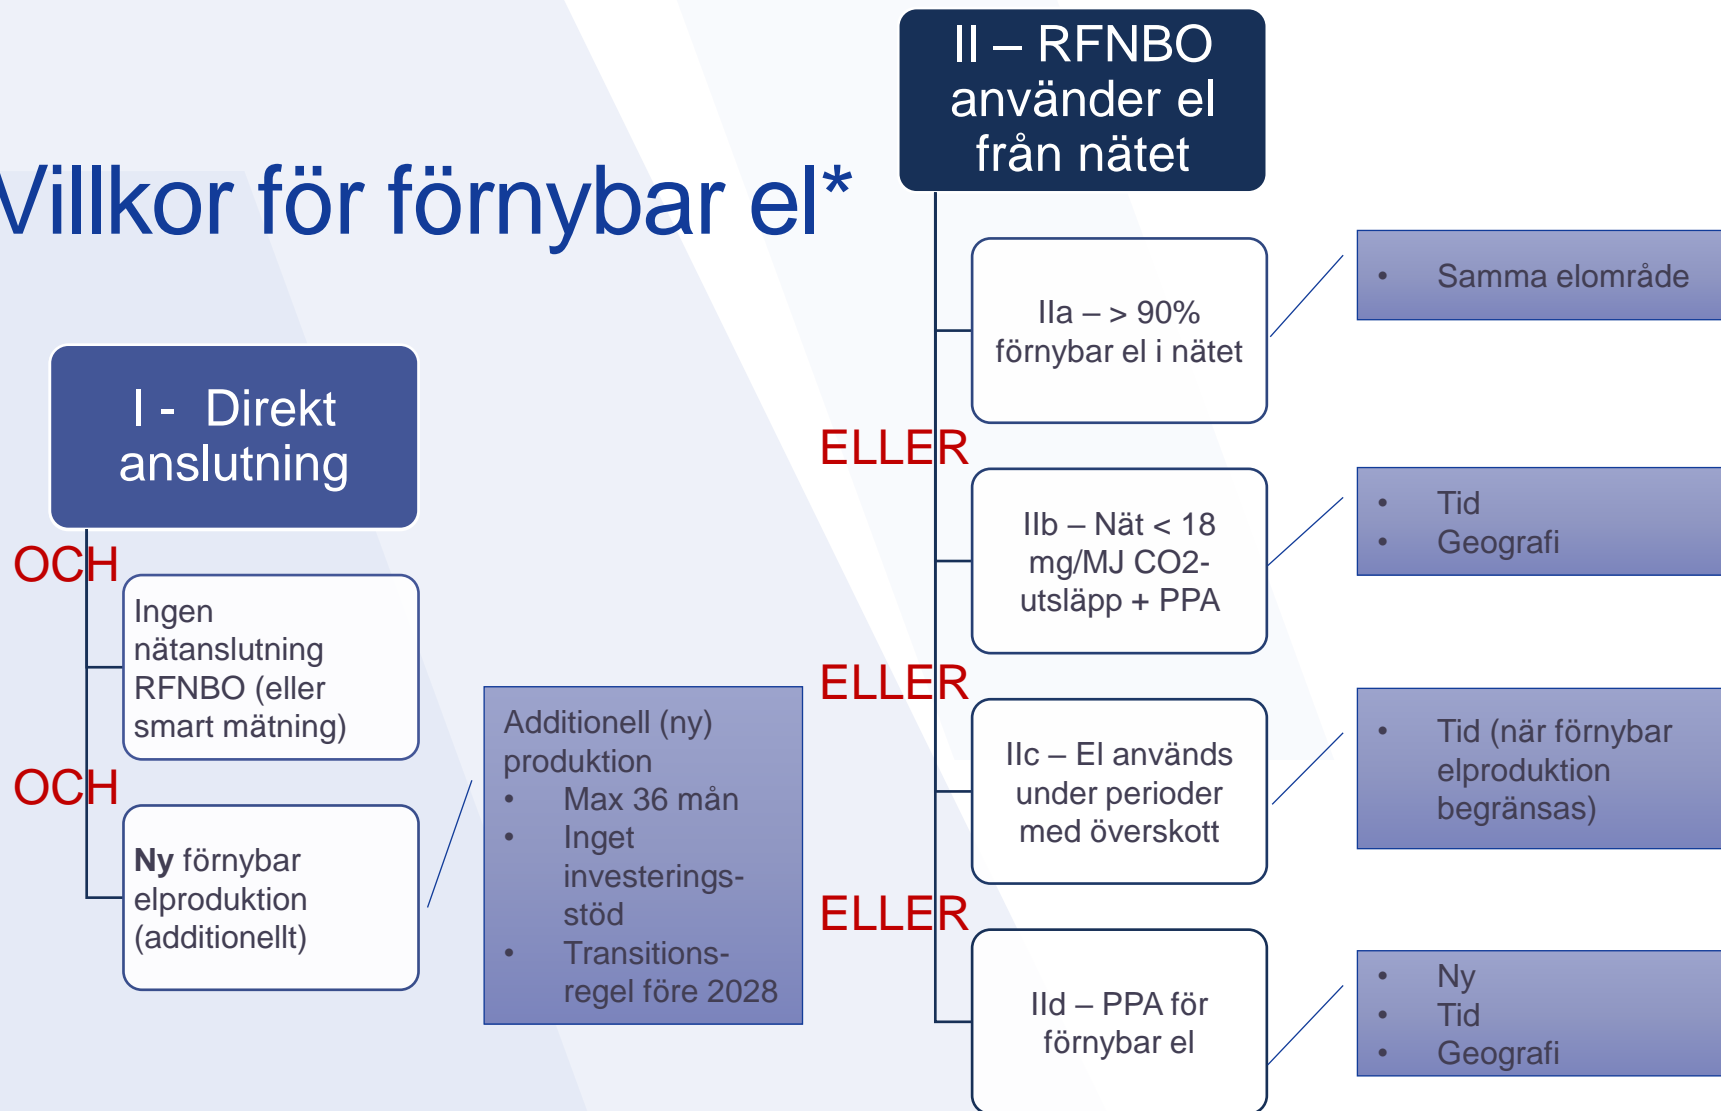 Villkor för förnybar el*
I - Direkt
anslutning
OCH
Ingen
nätanslutning
RFNBO (eller
smart mätning)
OCH
Ny förnybar
elproduktion
(additionellt)
Additionell (ny)
produktion
• Max 36 mån
• Inget
investerings-
stöd
• Transitions-
regel före 2028
II – RFNBO
använder el
från nätet
IIa – > 90%
förnybar el i nätet
• Samma elområde
ELLER
IIb – Nät < 18
mg/MJ CO2-
utsläpp + PPA
• Tid
• Geografi
ELLER
IIc – El används
under perioder
med överskott
• Tid (när förnybar
elproduktion
begränsas)
ELLER
IId – PPA för
förnybar el
• Ny
• Tid
• Geografi